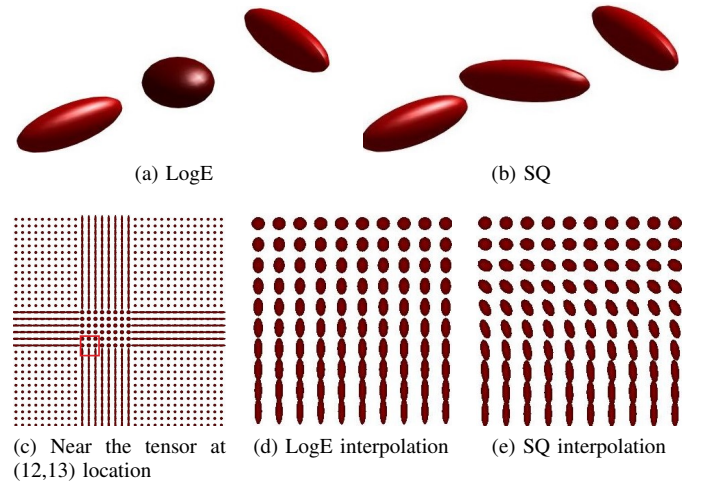 (a) LogE
(b) SQ
(c) Near the tensor at
(12,13) location
(d) LogE interpolation
(e) SQ interpolation